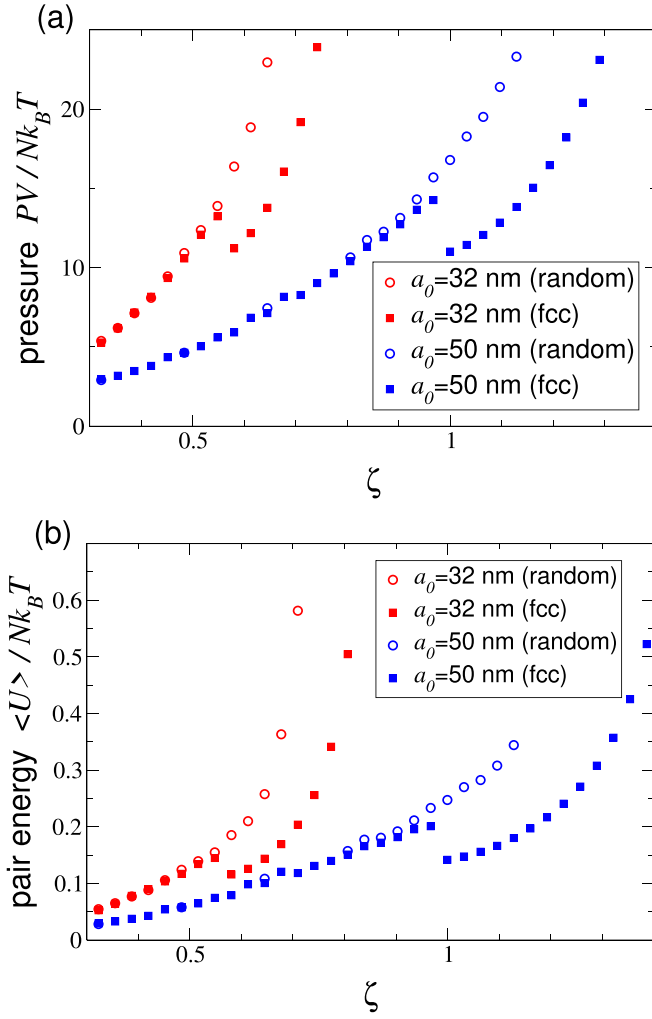 (a)
pressure PV/Nk_BT
20
10
0
0.5
1
ζ
a_0=32 nm (random)
a_0=32 nm (fcc)
a_0=50 nm (random)
a_0=50 nm (fcc)
(b)
pair energy <U>/Nk_BT
0.6
0.5
0.4
0.3
0.2
0.1
0
0.5
1
ζ
a_0=32 nm (random)
a_0=32 nm (fcc)
a_0=50 nm (random)
a_0=50 nm (fcc)